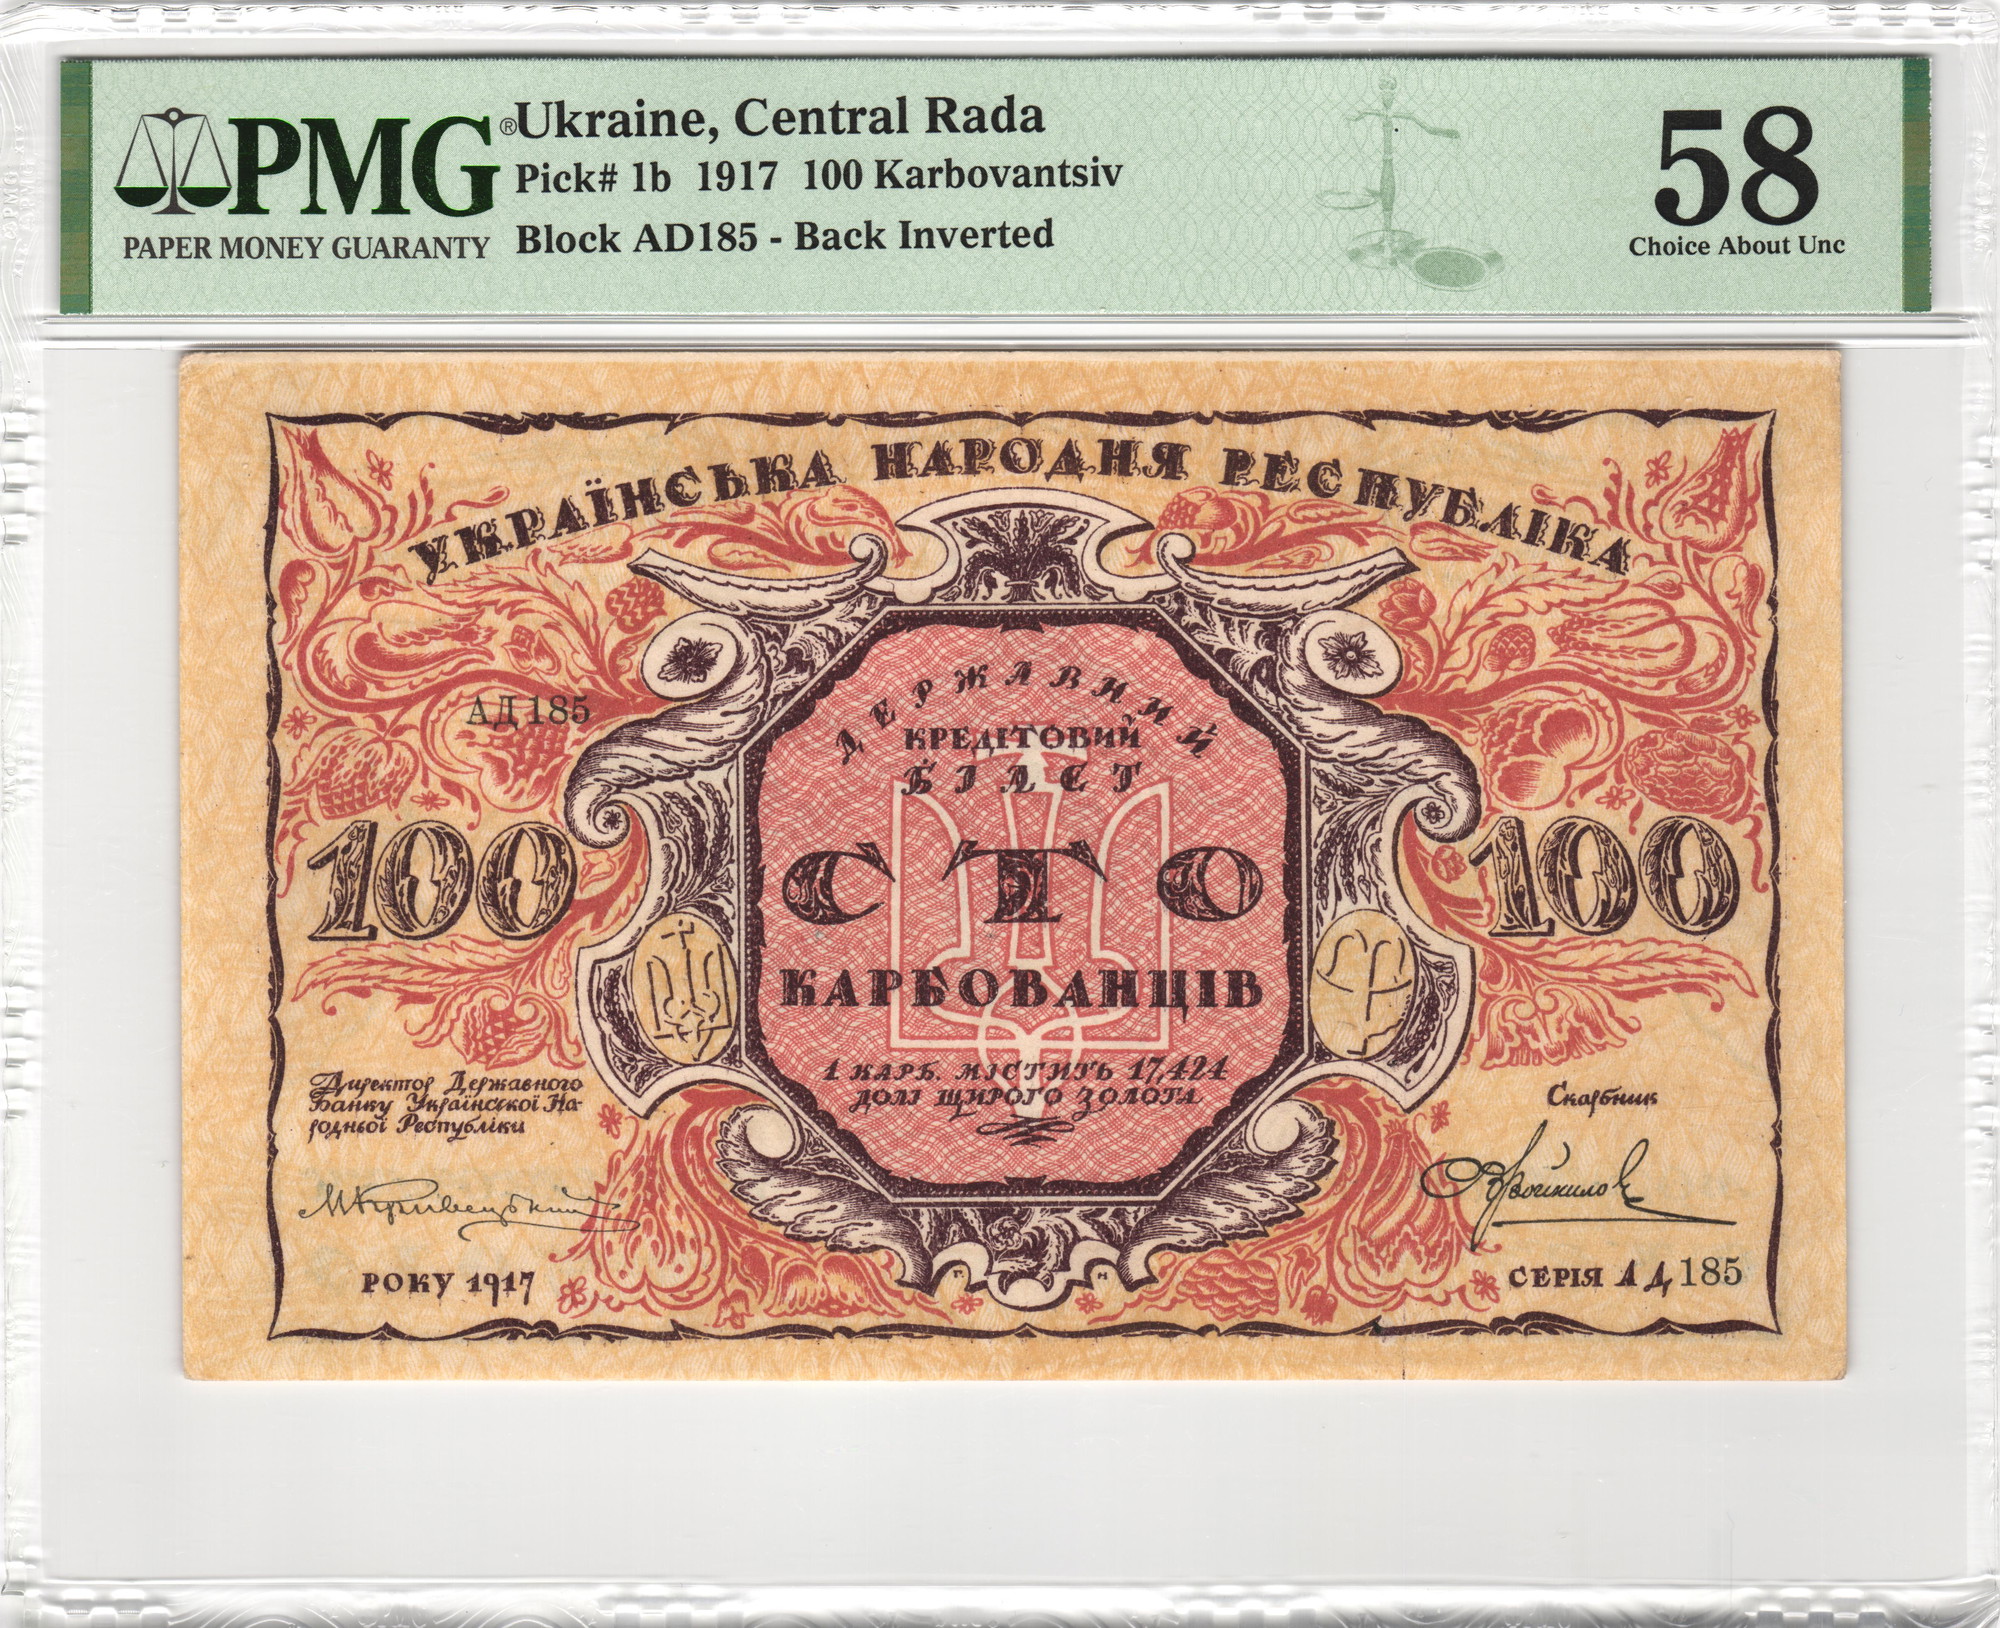 PMG®
PAPER MONEY GUARANTY
Ukraine, Central Rada
Pick# 1b 1917 100 Karbovantsiv
Block AD185 - Back Inverted
58
Choice About Unc
УКРАЇНСЬКА НАРОДНЯ РЕСПУБЛІКА
АД 185
ДЕРЖАВНИЙ
КРЕДІТОВИЙ
БІЛЄТ
100
СТО
100
КАРБОВАНЦІВ
1 КАРБ. МІСТИТЬ 17,424
ДОЛІ ЩИРОГО ЗОЛОТА
Директор Державного
Банку Української На-
родньої Республіки
Скарбник
М Кривецький
РОКУ 1917
СЕРІЯ АД 185
Г. Н